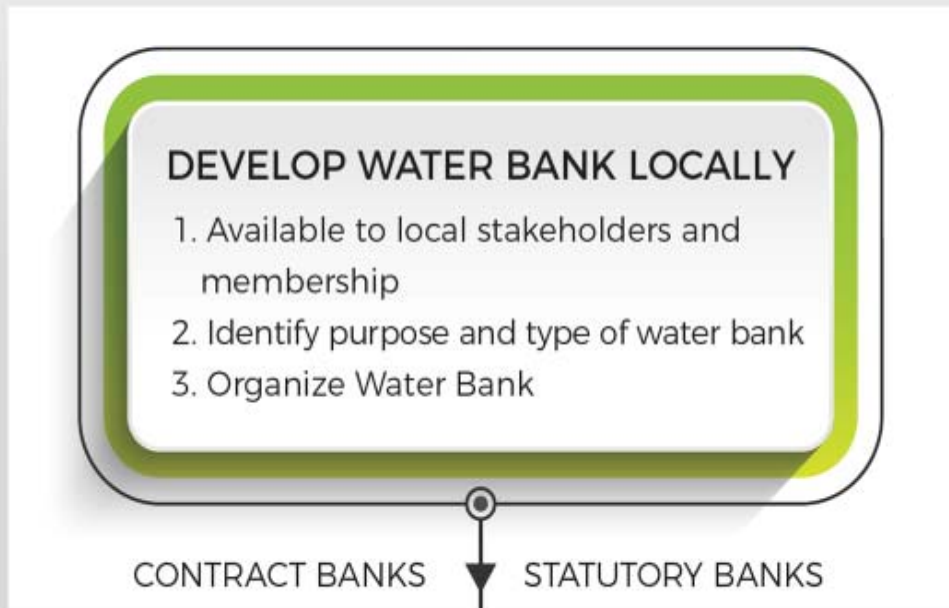 DEVELOP WATER BANK LOCALLY
1. Available to local stakeholders and
membership
2. Identify purpose and type of water bank
3. Organize Water Bank
CONTRACT BANKS
STATUTORY BANKS